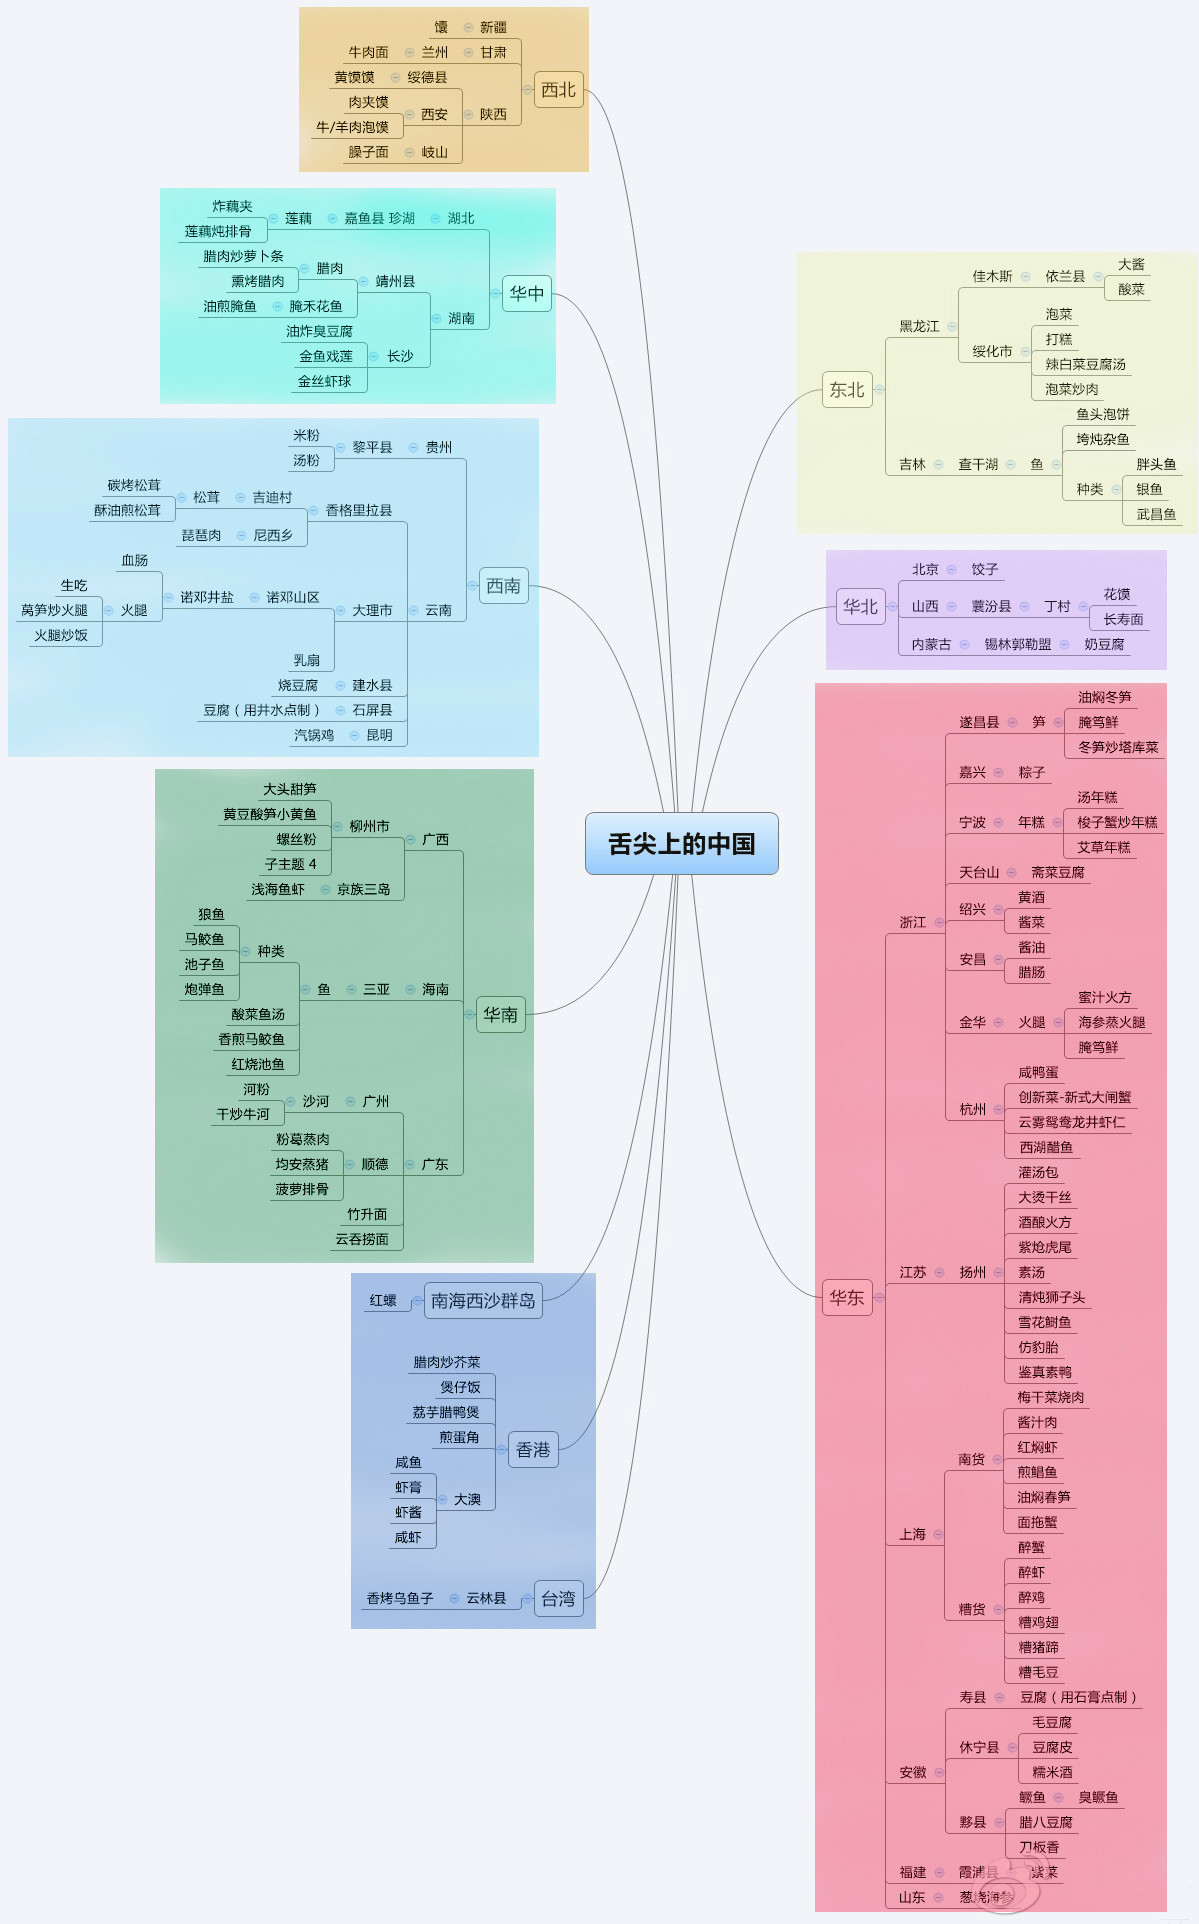 舌尖上的中国
西北
新疆
馕
甘肃
兰州
牛肉面
陕西
绥德县
黄馍馍
西安
肉夹馍
牛/羊肉泡馍
岐山
臊子面
华中
湖北
嘉鱼县 珍湖
莲藕
炸藕夹
莲藕炖排骨
湖南
靖州县
腊肉
腊肉炒萝卜条
熏烤腊肉
腌禾花鱼
油煎腌鱼
长沙
油炸臭豆腐
金鱼戏莲
金丝虾球
西南
贵州
黎平县
米粉
汤粉
云南
香格里拉县
吉迪村
松茸
碳烤松茸
酥油煎松茸
尼西乡
琵琶肉
大理市
诺邓山区
诺邓井盐
血肠
火腿
生吃
莴笋炒火腿
火腿炒饭
乳扇
建水县
烧豆腐
石屏县
豆腐（用井水点制）
昆明
汽锅鸡
华南
广西
柳州市
大头甜笋
黄豆酸笋小黄鱼
螺丝粉
子主题 4
京族三岛
浅海鱼虾
海南
三亚
鱼
种类
狼鱼
马鲛鱼
池子鱼
炮弹鱼
酸菜鱼汤
香煎马鲛鱼
红烧池鱼
广东
广州
沙河
河粉
干炒牛河
顺德
粉葛蒸肉
均安蒸猪
菠萝排骨
竹升面
云吞捞面
南海西沙群岛
红螺
香港
腊肉炒芥菜
煲仔饭
荔芋腊鸭煲
煎蛋角
大澳
咸鱼
虾膏
虾酱
咸虾
台湾
云林县
香烤乌鱼子
东北
黑龙江
佳木斯
依兰县
大酱
酸菜
绥化市
泡菜
打糕
辣白菜豆腐汤
泡菜炒肉
吉林
查干湖
鱼
鱼头泡饼
垮炖杂鱼
种类
胖头鱼
银鱼
武昌鱼
华北
北京
饺子
山西
襄汾县
丁村
花馍
长寿面
内蒙古
锡林郭勒盟
奶豆腐
华东
浙江
遂昌县
笋
油焖冬笋
腌笃鲜
冬笋炒塔库菜
嘉兴
粽子
宁波
年糕
汤年糕
梭子蟹炒年糕
艾草年糕
天台山
斋菜豆腐
绍兴
黄酒
酱菜
安昌
酱油
腊肠
金华
火腿
蜜汁火方
海参蒸火腿
腌笃鲜
杭州
咸鸭蛋
创新菜-新式大闸蟹
云雾鸳鸯龙井虾仁
西湖醋鱼
江苏
扬州
灌汤包
大烫干丝
酒酿火方
紫炝虎尾
素汤
清炖狮子头
雪花鲥鱼
仿豹胎
鉴真素鸭
上海
南货
梅干菜烧肉
酱汁肉
红焖虾
煎鲳鱼
油焖春笋
面拖蟹
糟货
醉蟹
醉虾
醉鸡
糟鸡翅
糟猪蹄
糟毛豆
安徽
寿县
豆腐（用石膏点制）
休宁县
毛豆腐
豆腐皮
糯米酒
黟县
鳜鱼
臭鳜鱼
腊八豆腐
刀板香
福建
霞浦县
紫菜
山东
葱烧海参